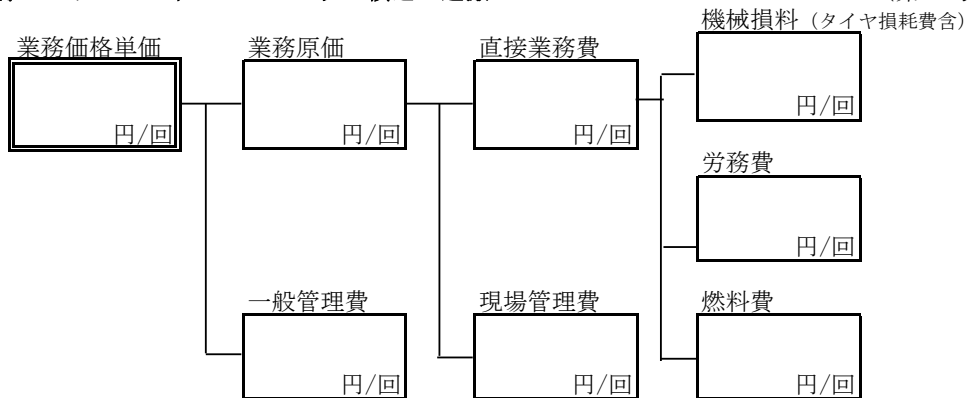 機械損料（タイヤ損耗費含）
業務価格単価 業務原価 直接業務費
円/回 円/回 円/回 円/回
労務費
円/回
一般管理費 現場管理費 燃料費
円/回 円/回 円/回